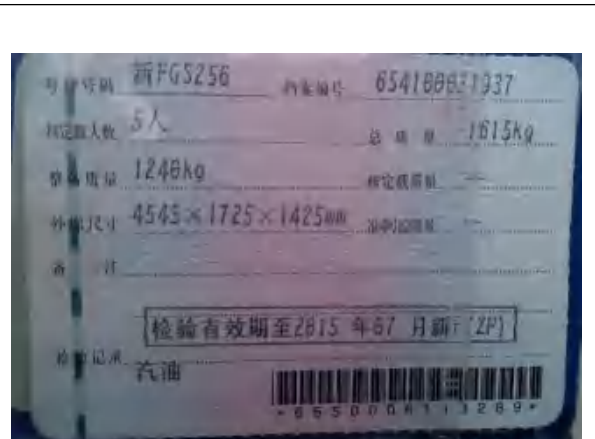 号牌号码 新FG5256 档案编号 654100031937
核定载人数 5人 总质量 1615kg
整备质量 1240kg 核定载质量 --
外廓尺寸 4545×1725×1425mm 准牵引总质量 --
备注
检验有效期至2015年07月新F(ZP)
检验记录 汽油